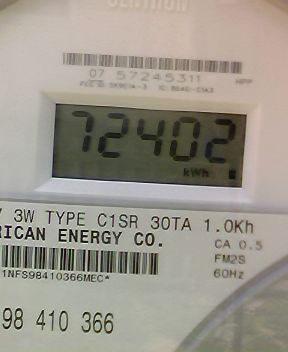 CENTRON
07 57245311
72402
kWh
3W TYPE C1SR 30TA 1.0Kh
RICAN ENERGY CO.
CA 0.5
FM2S
60Hz
1NFS98410366MEC*
98 410 366